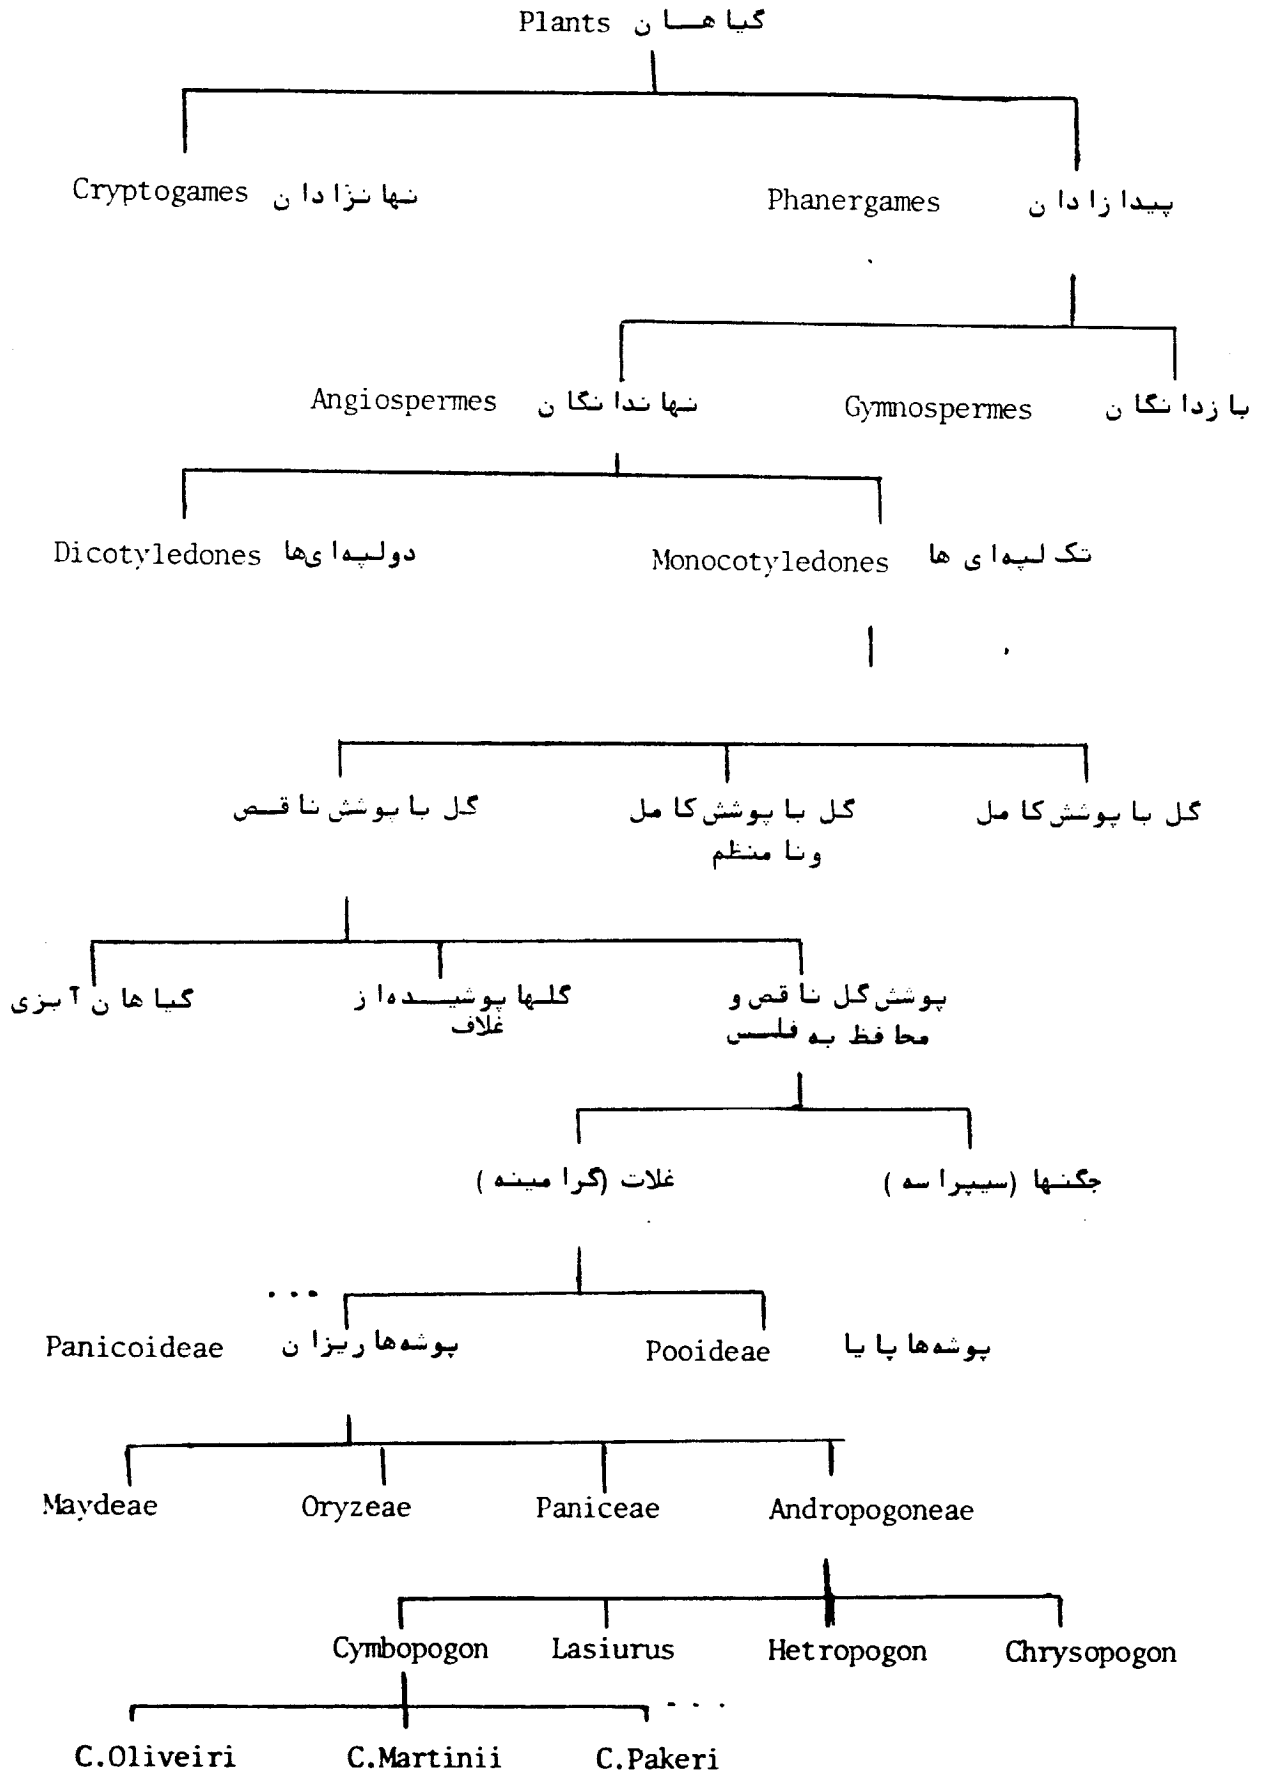 Plants گیاهان
Cryptogames نهانزادان
Phanergames پیدازادان
Angiospermes نهاندانگان
Gymnospermes بازدانگان
Dicotyledones دولپه‌ای‌ها
Monocotyledones تک لپه‌ای ها
گل با پوشش ناقص
گل با پوشش کامل
ونا منظم
گل با پوشش کامل
گیاهان آبزی
گلها پوشیده از
غلاف
پوشش گل ناقص و
محافظ به فلس
غلات (گرامینه)
جگنها (سیپراسه)
...
Panicoideae پوشه‌ها ریزان
Pooideae پوشه‌ها پایا
Maydeae
Oryzeae
Paniceae
Andropogoneae
Cymbopogon
Lasiurus
Hetropogon
Chrysopogon
...
C.Oliveiri
C.Martinii
C.Pakeri